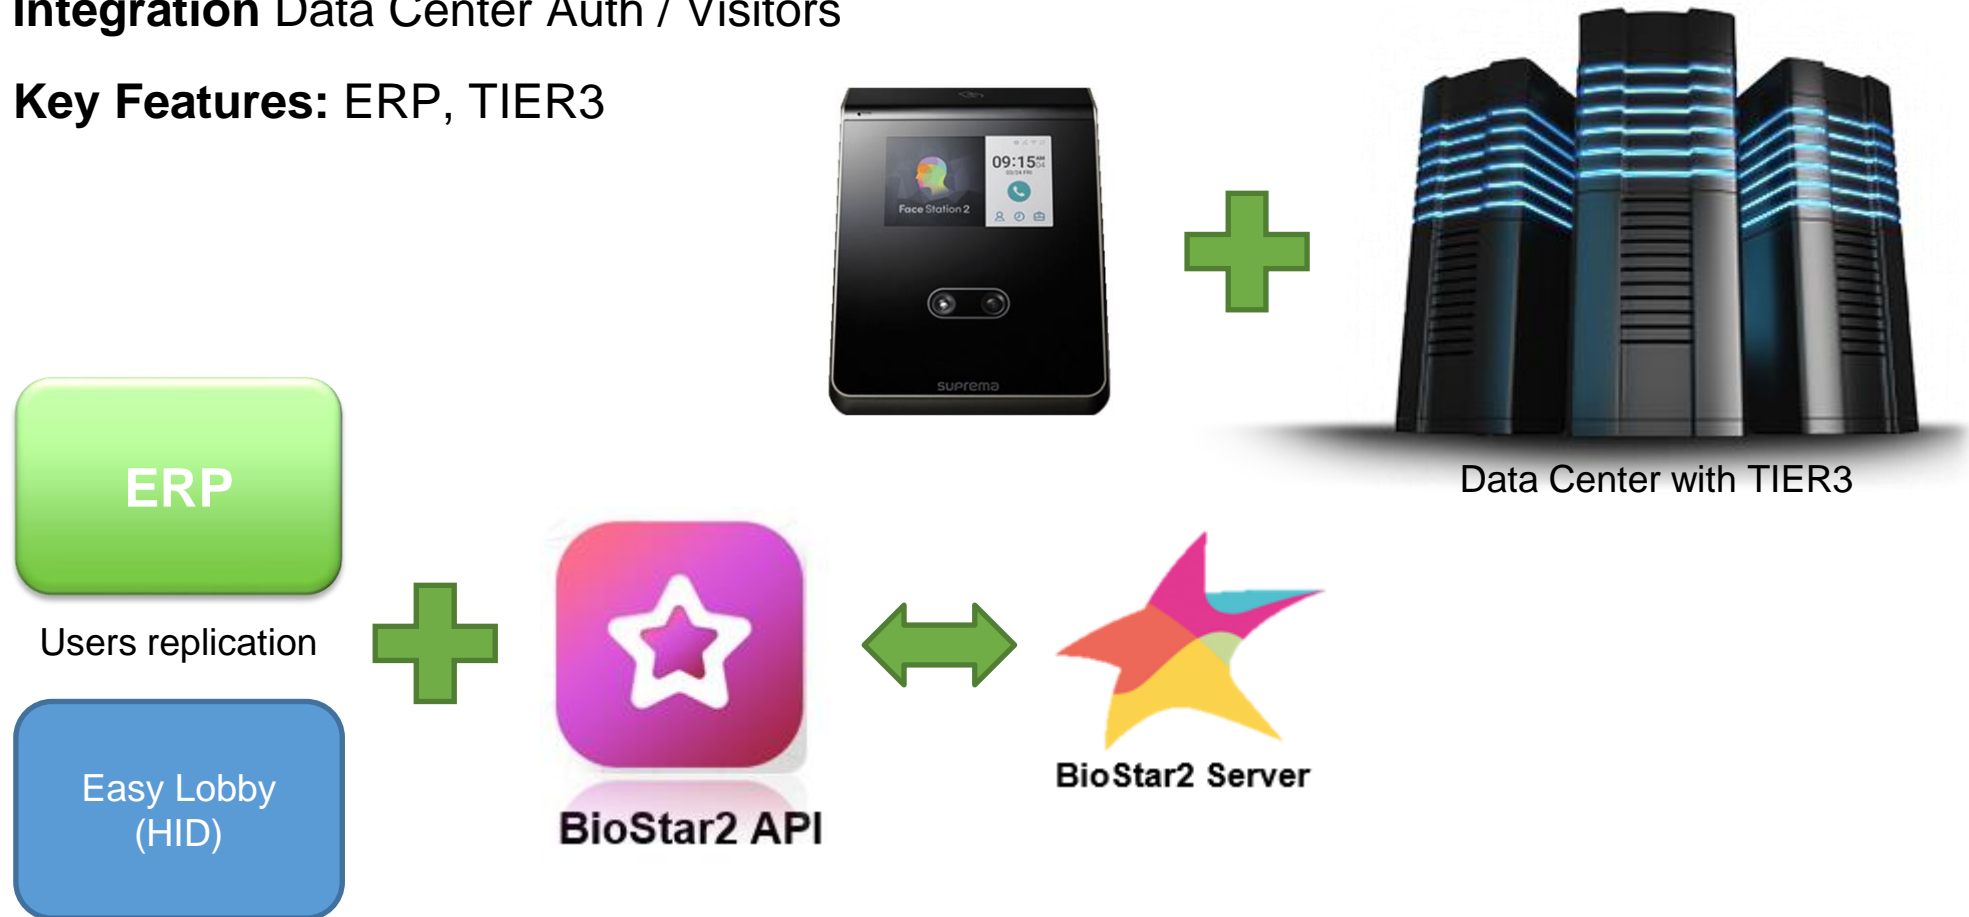 Integration Data Center Auth / Visitors
Key Features: ERP, TIER3
09:15 AM
Face Station 2
suprema
Data Center with TIER3
ERP
Users replication
Easy Lobby
(HID)
BioStar2 API
BioStar2 Server